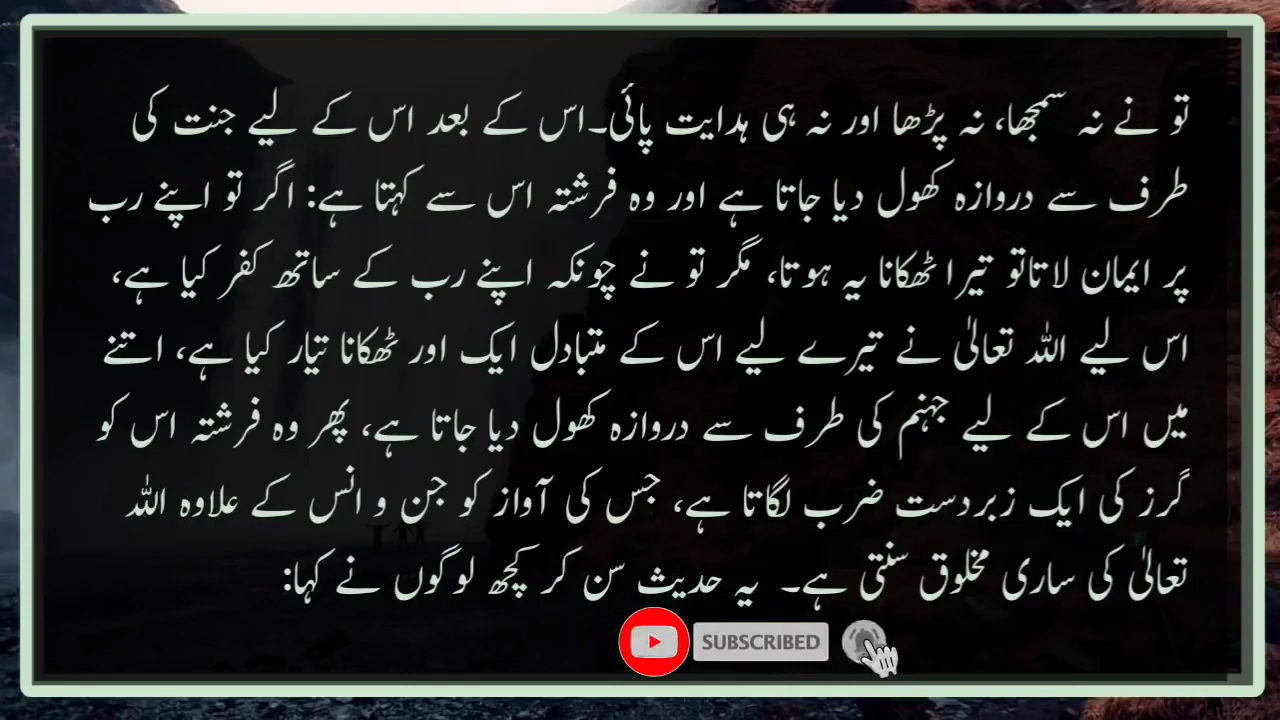 تو نے نہ سمجھا، نہ پڑھا اور نہ ہی ہدایت پائی۔اس کے بعد اس کے لیے جنت کی
طرف سے دروازہ کھول دیا جاتا ہے اور وہ فرشتہ اس سے کہتا ہے: اگر تو اپنے رب
پر ایمان لاتاتو تیرا ٹھکانا یہ ہوتا، مگر تو نے چونکہ اپنے رب کے ساتھ کفر کیا ہے،
اس لیے اللہ تعالیٰ نے تیرے لیے اس کے متبادل ایک اور ٹھکانا تیار کیا ہے، اتنے
میں اس کے لیے جہنم کی طرف سے دروازہ کھول دیا جاتا ہے، پھر وہ فرشتہ اس کو
گرز کی ایک زبردست ضرب لگاتا ہے، جس کی آواز کو جن و انس کے علاوہ اللہ
تعالیٰ کی ساری مخلوق سنتی ہے۔ یہ حدیث سن کر کچھ لوگوں نے کہا:
SUBSCRIBED